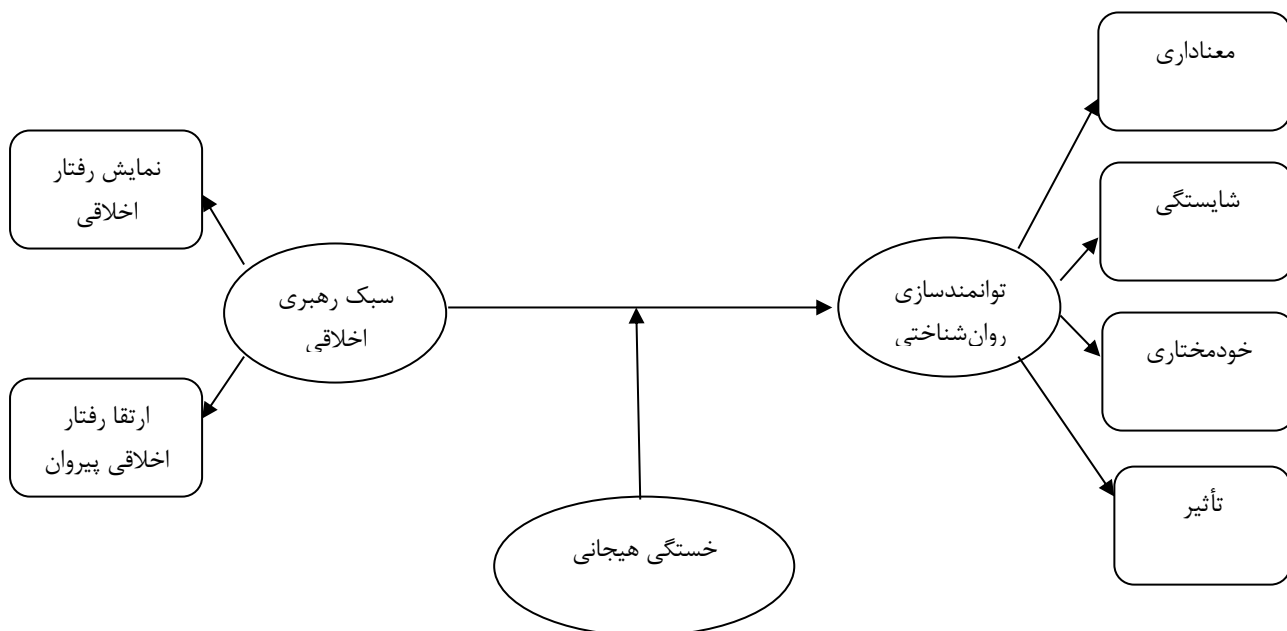 معناداری
نمایش رفتار
اخلاقی
شایستگی
سبک رهبری
اخلاقی
توانمندسازی
روان‌شناختی
خودمختاری
ارتقا رفتار
اخلاقی پیروان
تأثیر
خستگی هیجانی